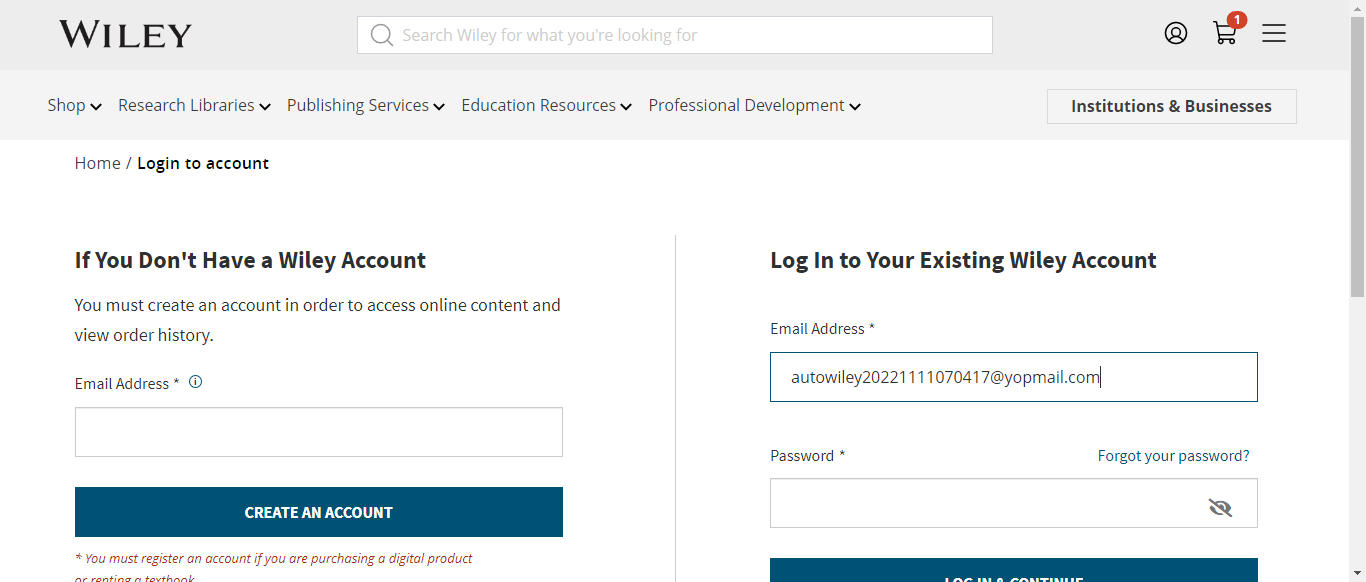 WILEY
Search Wiley for what you're looking for
1
Shop Research Libraries Publishing Services Education Resources Professional Development
Institutions & Businesses
Home / Login to account
If You Don't Have a Wiley Account
You must create an account in order to access online content and
view order history.
Email Address *
CREATE AN ACCOUNT
* You must register an account if you are purchasing a digital product
or renting a textbook
Log In to Your Existing Wiley Account
Email Address *
autowiley20221111070417@yopmail.com
Password * Forgot your password?
LOG IN & CONTINUE